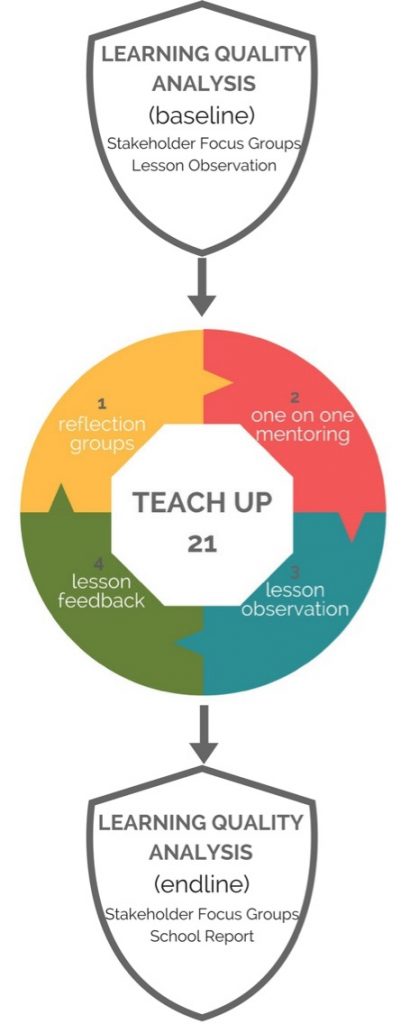 LEARNING QUALITY
ANALYSIS
(baseline)
Stakeholder Focus Groups
Lesson Observation
1
reflection
groups
2
one on one
mentoring
TEACH UP
21
4
lesson
feedback
3
lesson
observation
LEARNING QUALITY
ANALYSIS
(endline)
Stakeholder Focus Groups
School Report